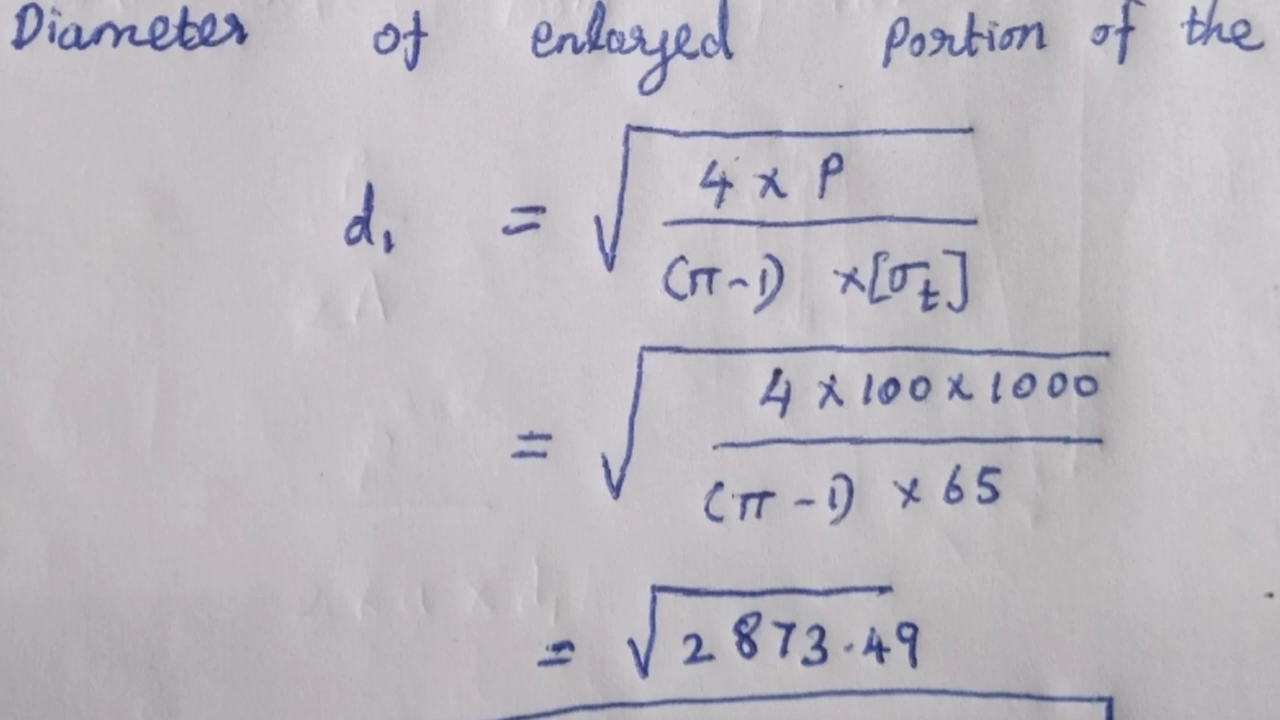 Diameter of enlarged Portion of the
d₁ = √((4 × P) / ((π-1) × [σt]))
= √((4 × 100 × 1000) / ((π-1) × 65))
= √2873.49